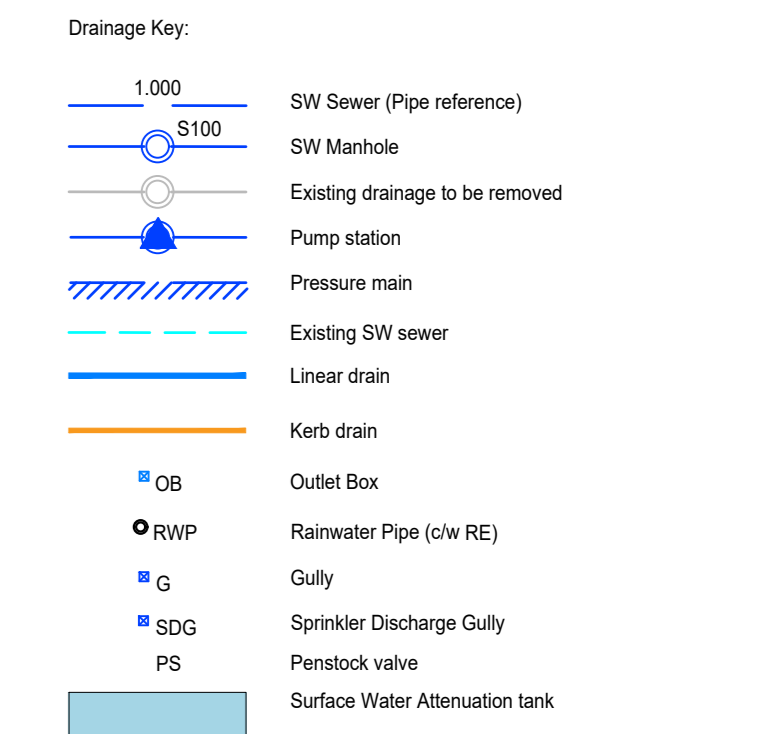 Drainage Key:
1.000
SW Sewer (Pipe reference)
S100
SW Manhole
Existing drainage to be removed
Pump station
Pressure main
Existing SW sewer
Linear drain
Kerb drain
OB
Outlet Box
RWP
Rainwater Pipe (c/w RE)
G
Gully
SDG
Sprinkler Discharge Gully
PS
Penstock valve
Surface Water Attenuation tank